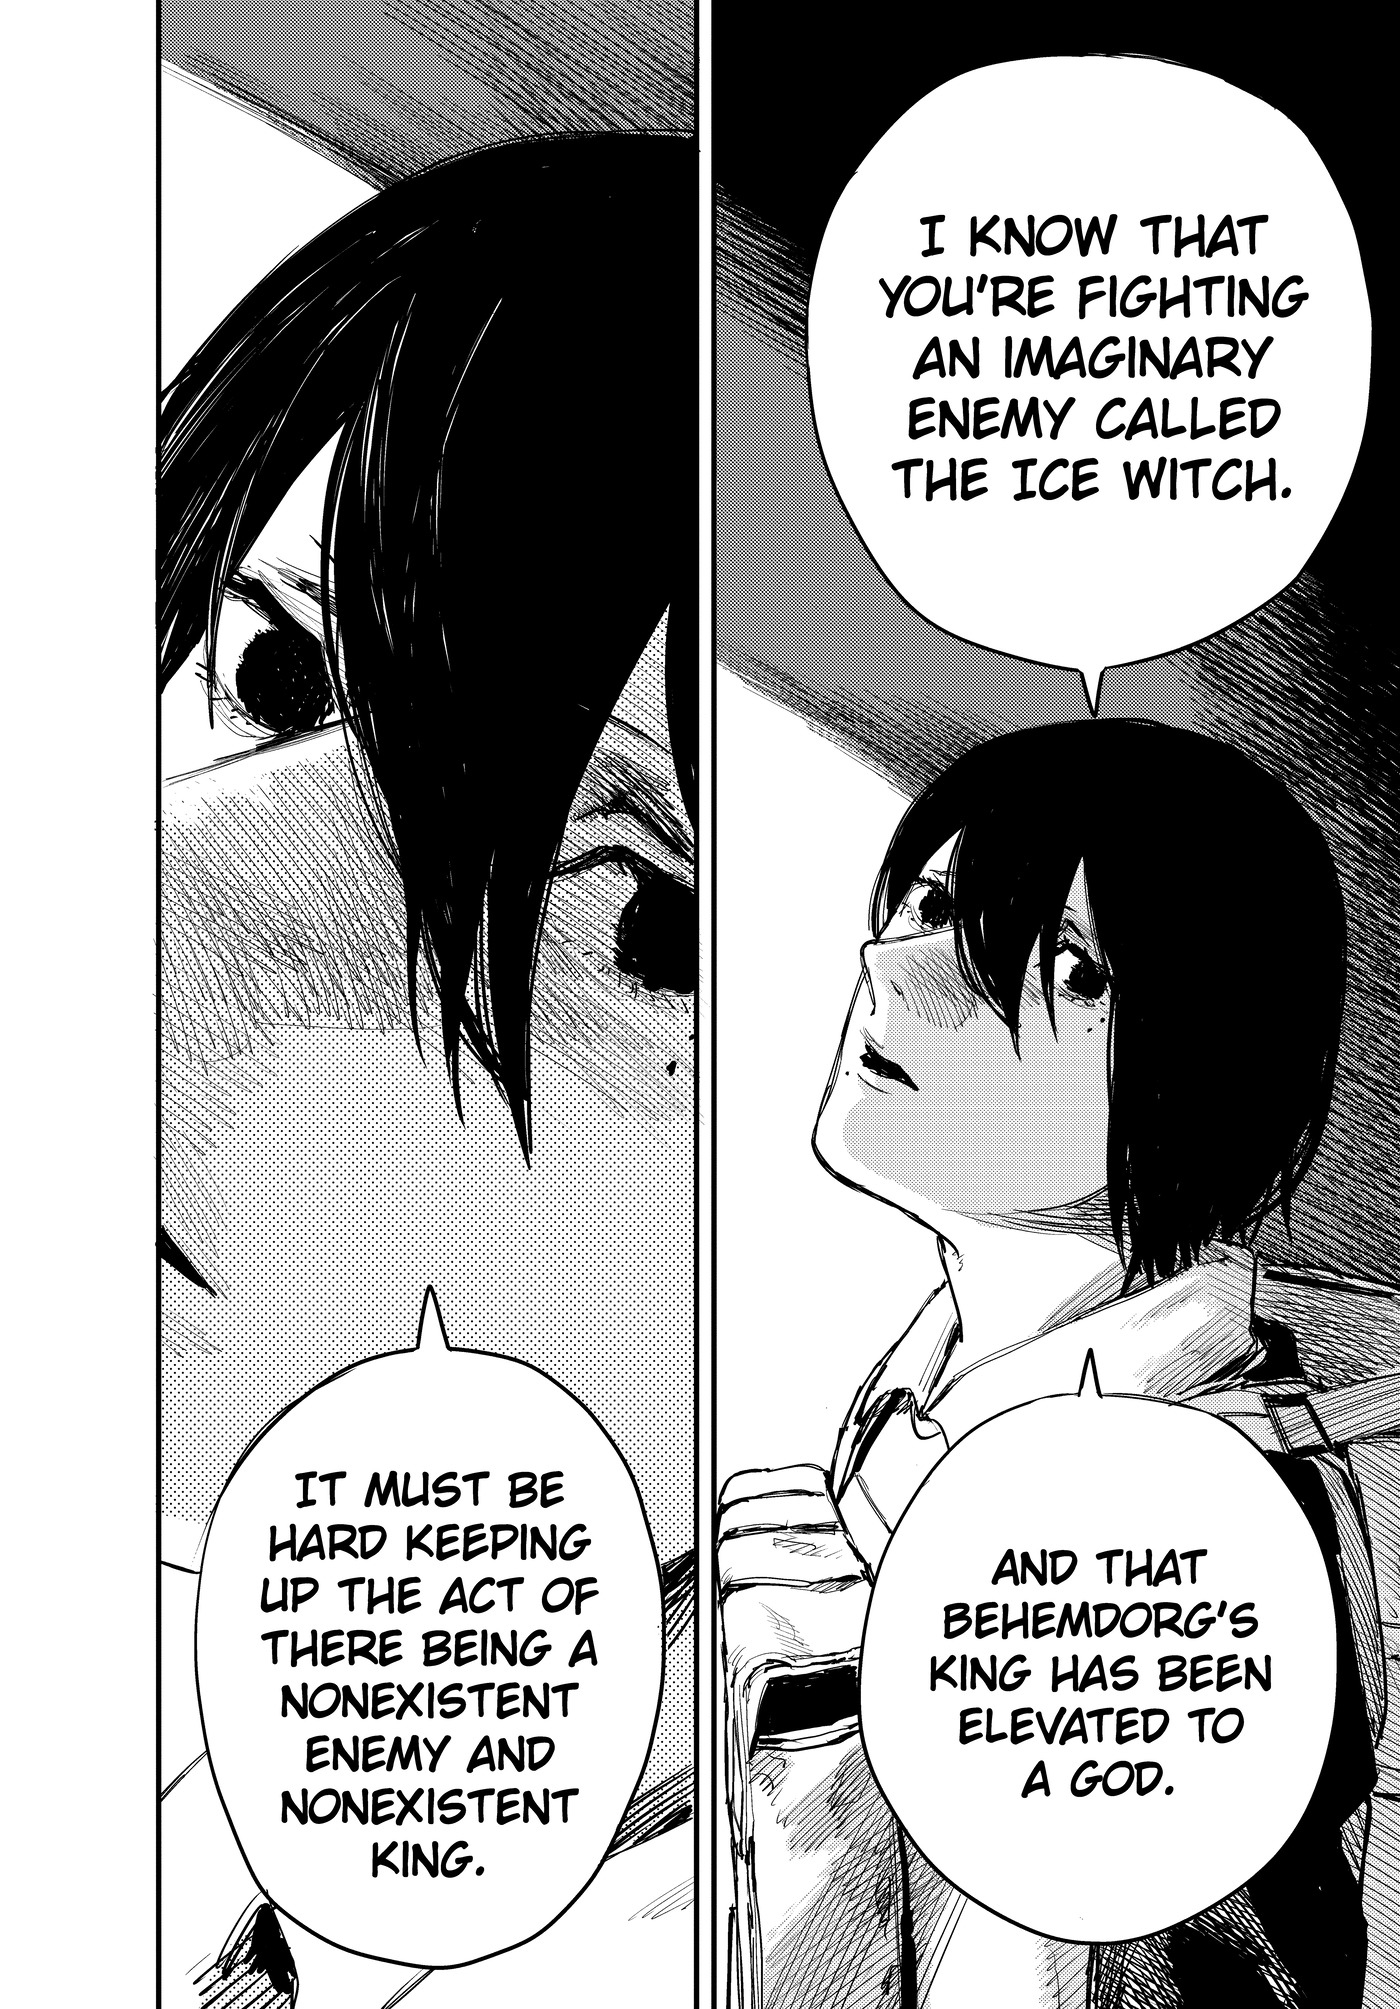 I KNOW THAT
YOU'RE FIGHTING
AN IMAGINARY
ENEMY CALLED
THE ICE WITCH.
AND THAT
BEHEMDORG'S
KING HAS BEEN
ELEVATED TO
A GOD.
IT MUST BE
HARD KEEPING
UP THE ACT OF
THERE BEING A
NONEXISTENT
ENEMY AND
NONEXISTENT
KING.